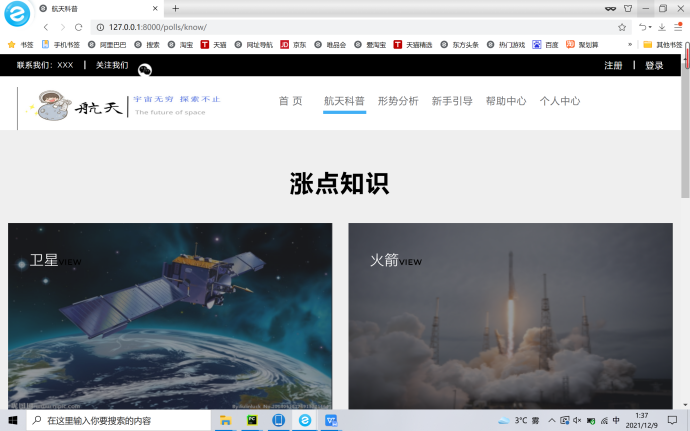 航天科普
127.0.0.1:8000/polls/know/
书签 手机书签 阿里巴巴 搜索 淘宝 天猫 网址导航 京东 唯品会 爱淘宝 天猫精选 东方头条 热门游戏 百度 聚划算 » 其他书签
联系我们：XXX | 关注我们 注册 | 登录
航天 宇宙无穷 探索不止
The future of space
首 页 航天科普 形势分析 新手引导 帮助中心 个人中心
涨点知识
卫星VIEW
火箭VIEW
在这里输入你要搜索的内容
3°C 雾
中
1:37
2021/12/9